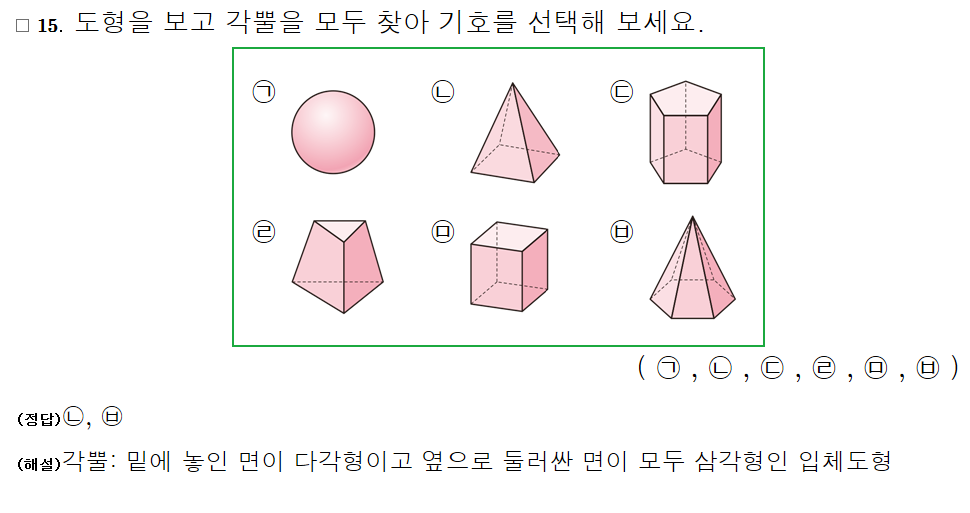 □ 15. 도형을 보고 각뿔을 모두 찾아 기호를 선택해 보세요.
㉠ ㉡ ㉢
㉣ ㉤ ㉥
( ㉠ , ㉡ , ㉢ , ㉣ , ㉤ , ㉥ )
(정답)㉡, ㉥
(해설)각뿔: 밑에 놓인 면이 다각형이고 옆으로 둘러싼 면이 모두 삼각형인 입체도형